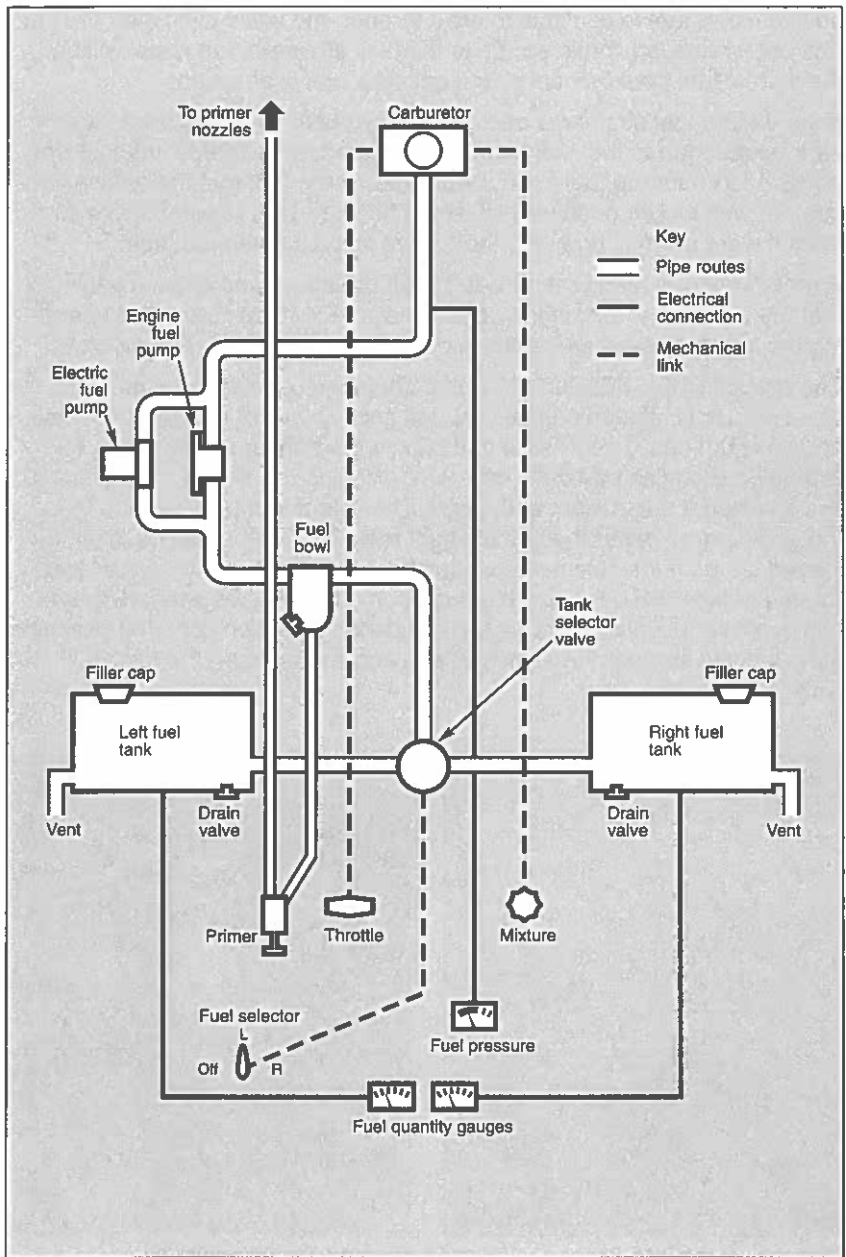 To primer
nozzles
Carburetor
Key
Pipe routes
Electrical
connection
Mechanical
link
Engine
fuel
pump
Electric
fuel
pump
Fuel
bowl
Tank
selector
valve
Filler cap
Filler cap
Left fuel
tank
Right fuel
tank
Vent
Drain
valve
Drain
valve
Vent
Primer
Throttle
Mixture
Fuel selector
L
Off
R
Fuel pressure
Fuel quantity gauges